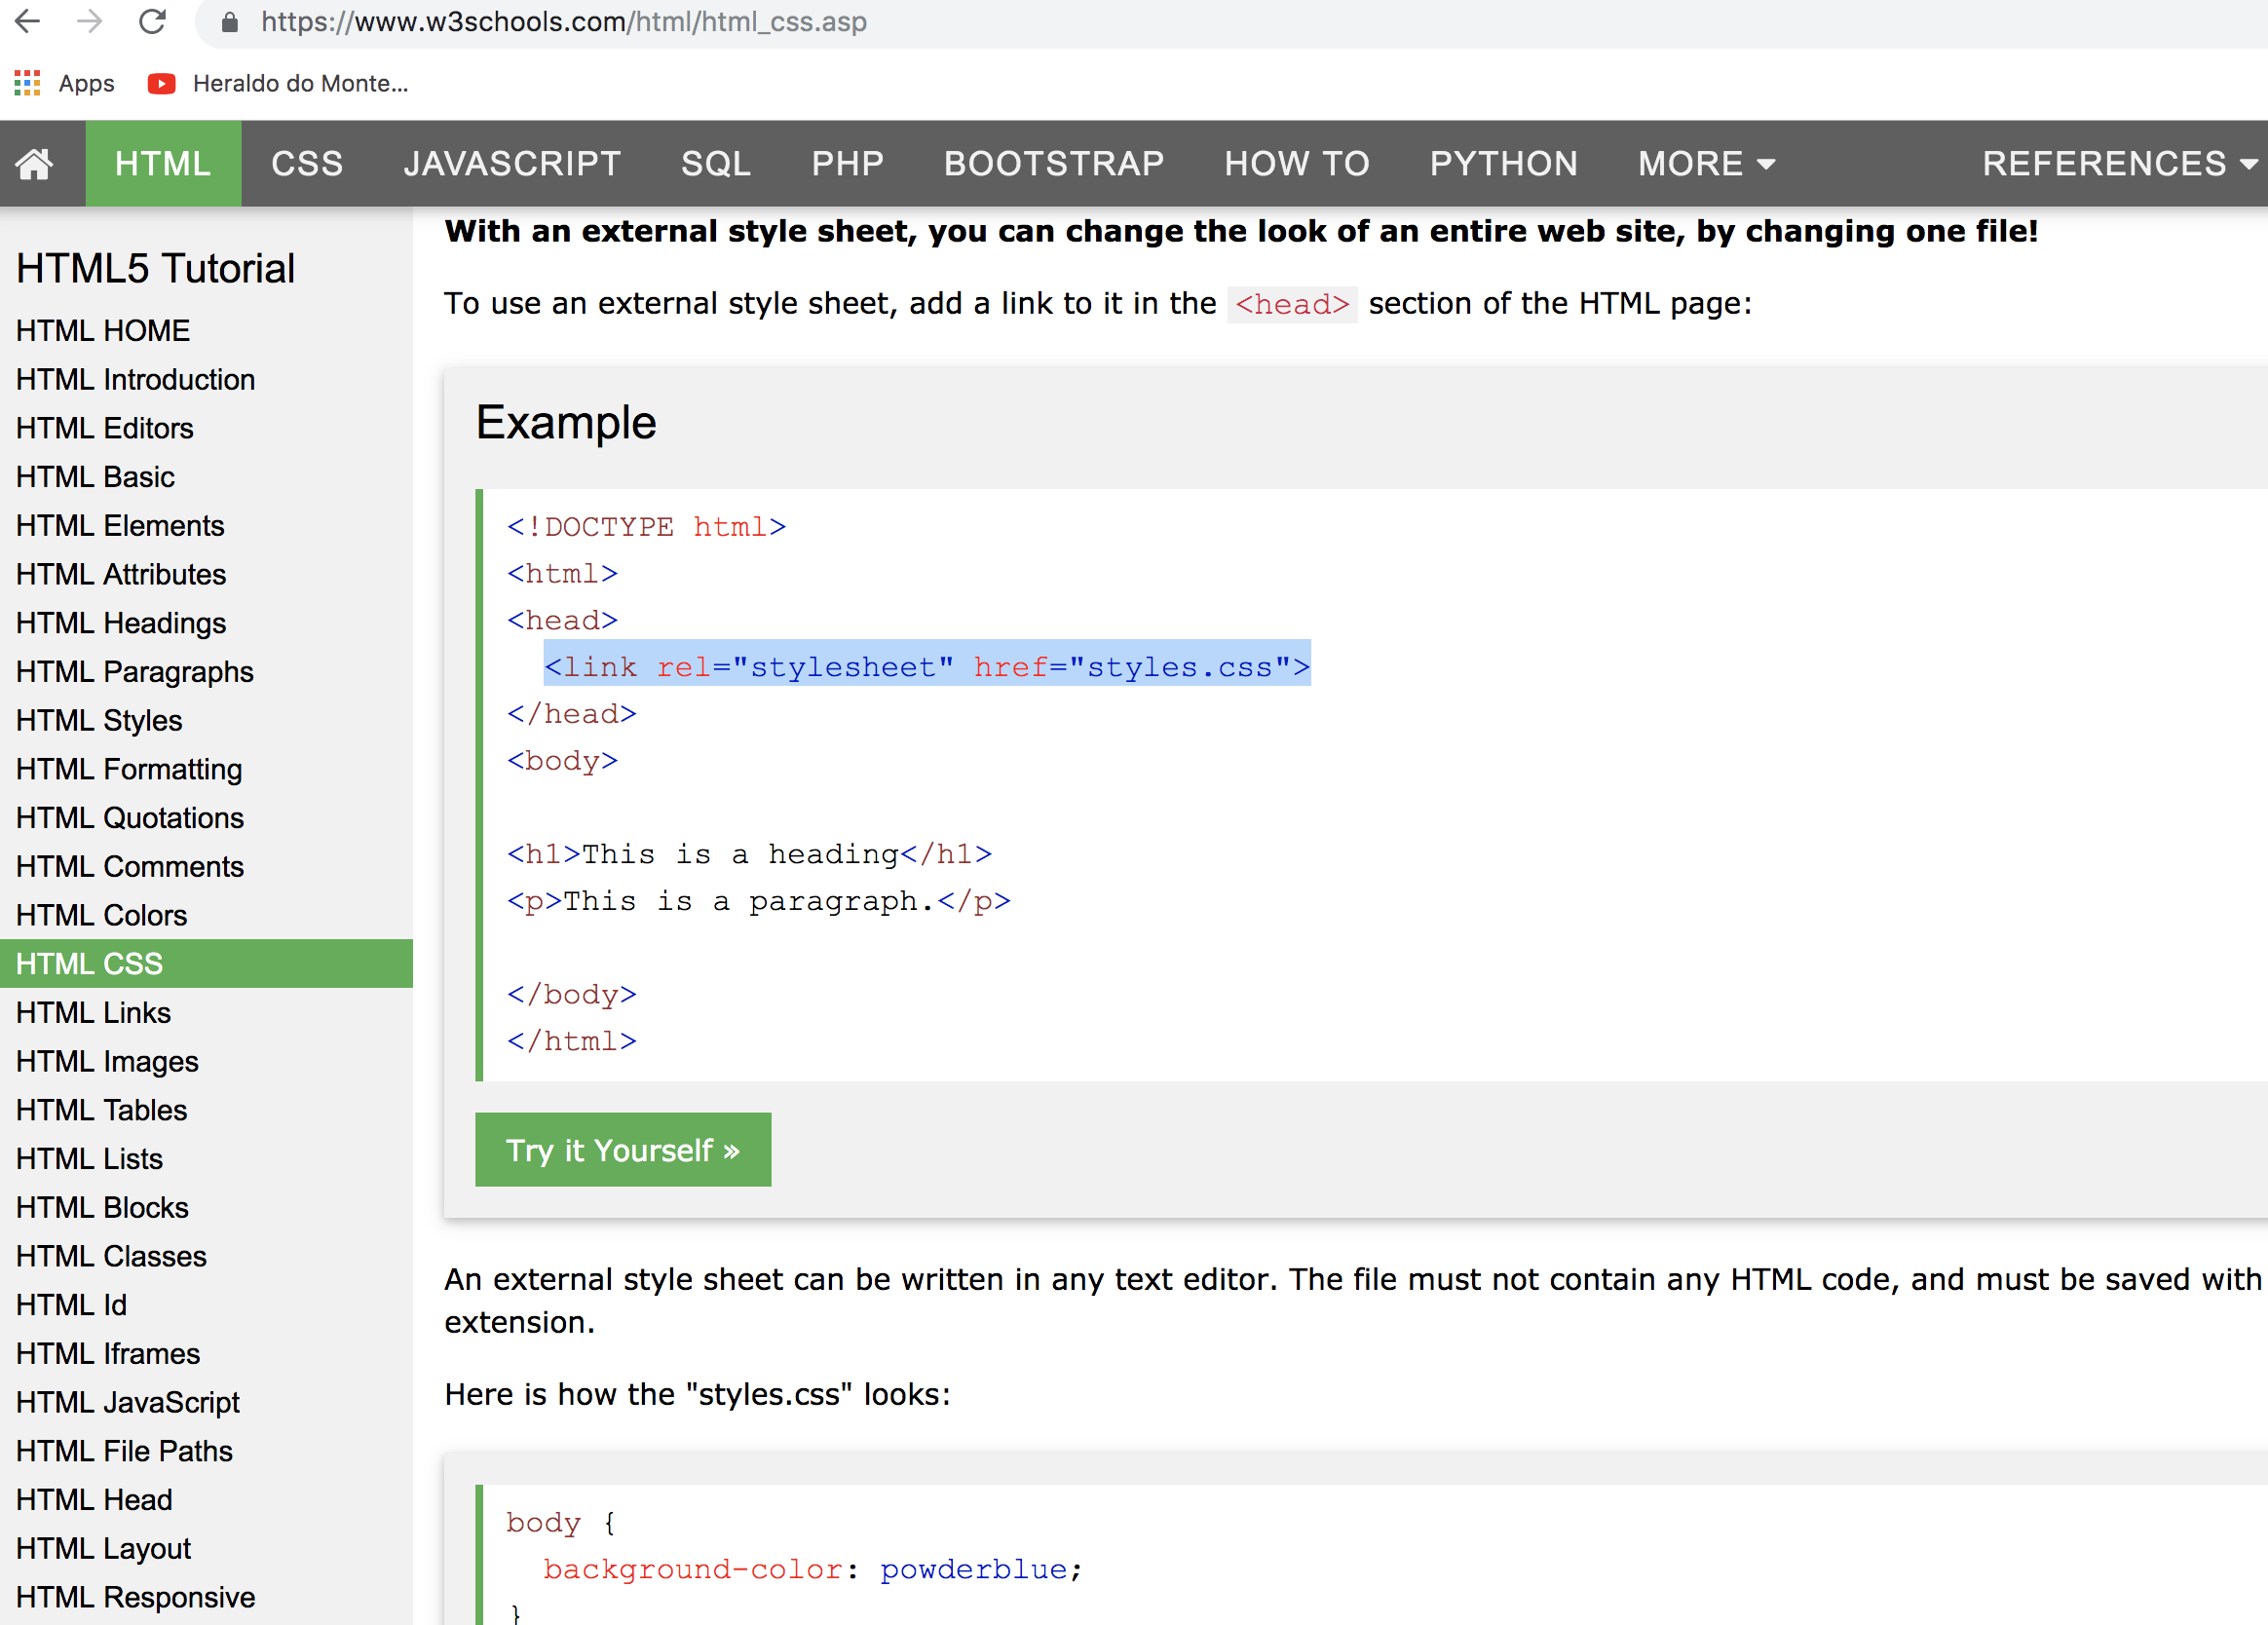 https://www.w3schools.com/html/html_css.asp
Apps Heraldo do Monte...
HTML CSS JAVASCRIPT SQL PHP BOOTSTRAP HOW TO PYTHON MORE REFERENCES
HTML5 Tutorial
HTML HOME
HTML Introduction
HTML Editors
HTML Basic
HTML Elements
HTML Attributes
HTML Headings
HTML Paragraphs
HTML Styles
HTML Formatting
HTML Quotations
HTML Comments
HTML Colors
HTML CSS
HTML Links
HTML Images
HTML Tables
HTML Lists
HTML Blocks
HTML Classes
HTML Id
HTML Iframes
HTML JavaScript
HTML File Paths
HTML Head
HTML Layout
HTML Responsive
With an external style sheet, you can change the look of an entire web site, by changing one file!
To use an external style sheet, add a link to it in the <head> section of the HTML page:
Example
<!DOCTYPE html>
<html>
<head>
  <link rel="stylesheet" href="styles.css">
</head>
<body>
<h1>This is a heading</h1>
<p>This is a paragraph.</p>
</body>
</html>
Try it Yourself »
An external style sheet can be written in any text editor. The file must not contain any HTML code, and must be saved with
extension.
Here is how the "styles.css" looks:
body {
  background-color: powderblue;
}